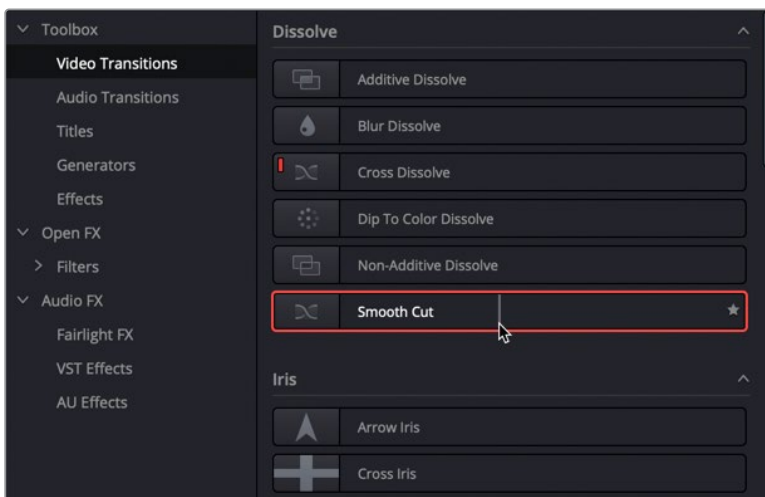 Toolbox
Video Transitions
Audio Transitions
Titles
Generators
Effects
Open FX
Filters
Audio FX
Fairlight FX
VST Effects
AU Effects
Dissolve
Additive Dissolve
Blur Dissolve
Cross Dissolve
Dip To Color Dissolve
Non-Additive Dissolve
Smooth Cut
Iris
Arrow Iris
Cross Iris